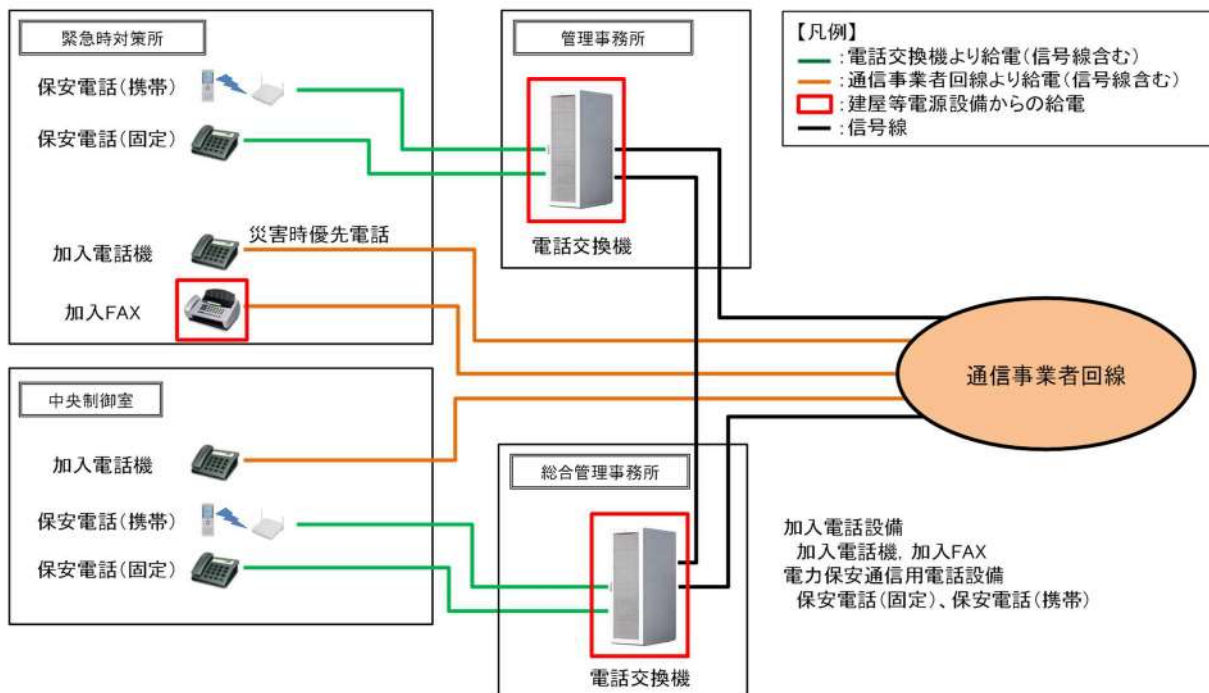 緊急時対策所
保安電話(携帯)
保安電話(固定)
加入電話機
災害時優先電話
加入FAX
管理事務所
電話交換機
【凡例】
:電話交換機より給電(信号線含む)
:通信事業者回線より給電(信号線含む)
:建屋等電源設備からの給電
:信号線
通信事業者回線
中央制御室
加入電話機
保安電話(携帯)
保安電話(固定)
総合管理事務所
電話交換機
加入電話設備
加入電話機, 加入FAX
電力保安通信用電話設備
保安電話(固定)、保安電話(携帯)